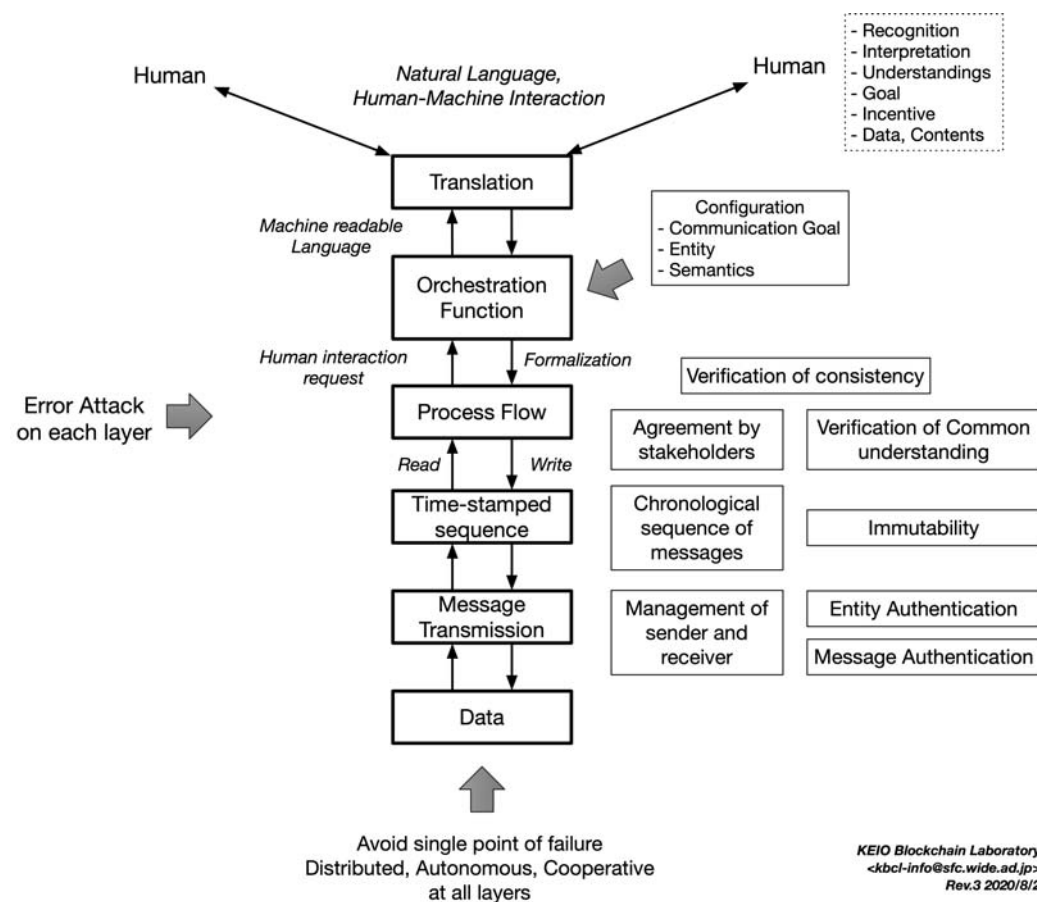 Human
Natural Language,
Human-Machine Interaction
Human
- Recognition
- Interpretation
- Understandings
- Goal
- Incentive
- Data, Contents
Translation
Machine readable
Language
Configuration
- Communication Goal
- Entity
- Semantics
Orchestration
Function
Human interaction
request
Formalization
Verification of consistency
Error Attack
on each layer
Process Flow
Agreement by
stakeholders
Verification of Common
understanding
Read
Write
Time-stamped
sequence
Chronological
sequence of
messages
Immutability
Message
Transmission
Management of
sender and
receiver
Entity Authentication
Message Authentication
Data
Avoid single point of failure
Distributed, Autonomous, Cooperative
at all layers
KEIO Blockchain Laboratory
<kbcl-info@sfc.wide.ad.jp>
Rev.3 2020/8/2